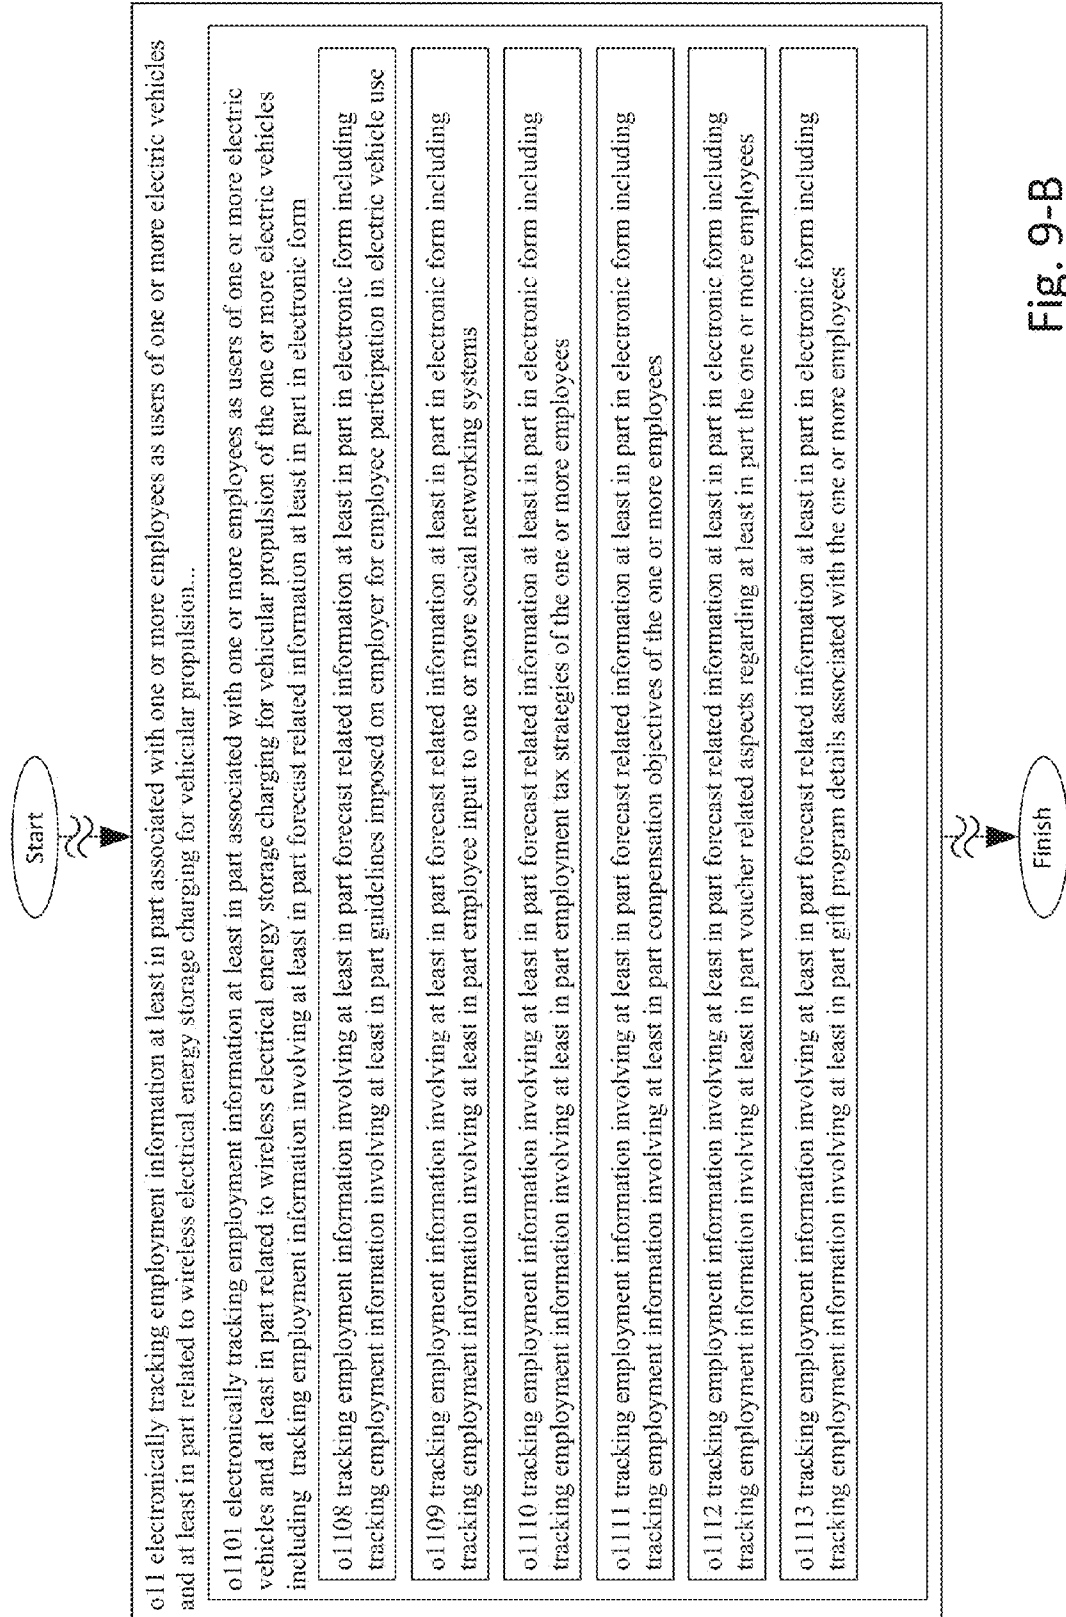 Start
o11 electronically tracking employment information at least in part associated with one or more employees as users of one or more electric vehicles
and at least in part related to wireless electrical energy storage charging for vehicular propulsion...
o1101 electronically tracking employment information at least in part associated with one or more employees as users of one or more electric
vehicles and at least in part related to wireless electrical energy storage charging for vehicular propulsion of the one or more electric vehicles
including tracking employment information involving at least in part forecast related information at least in part in electronic form
o1108 tracking employment information involving at least in part forecast related information at least in part in electronic form including
tracking employment information involving at least in part guidelines imposed on employer for employee participation in electric vehicle use
o1109 tracking employment information involving at least in part forecast related information at least in part in electronic form including
tracking employment information involving at least in part employee input to one or more social networking systems
o1110 tracking employment information involving at least in part forecast related information at least in part in electronic form including
tracking employment information involving at least in part employment tax strategies of the one or more employees
o1111 tracking employment information involving at least in part forecast related information at least in part in electronic form including
tracking employment information involving at least in part compensation objectives of the one or more employees
o1112 tracking employment information involving at least in part forecast related information at least in part in electronic form including
tracking employment information involving at least in part voucher related aspects regarding at least in part the one or more employees
o1113 tracking employment information involving at least in part forecast related information at least in part in electronic form including
tracking employment information involving at least in part gift program details associated with the one or more employees
Finish
Fig. 9-B